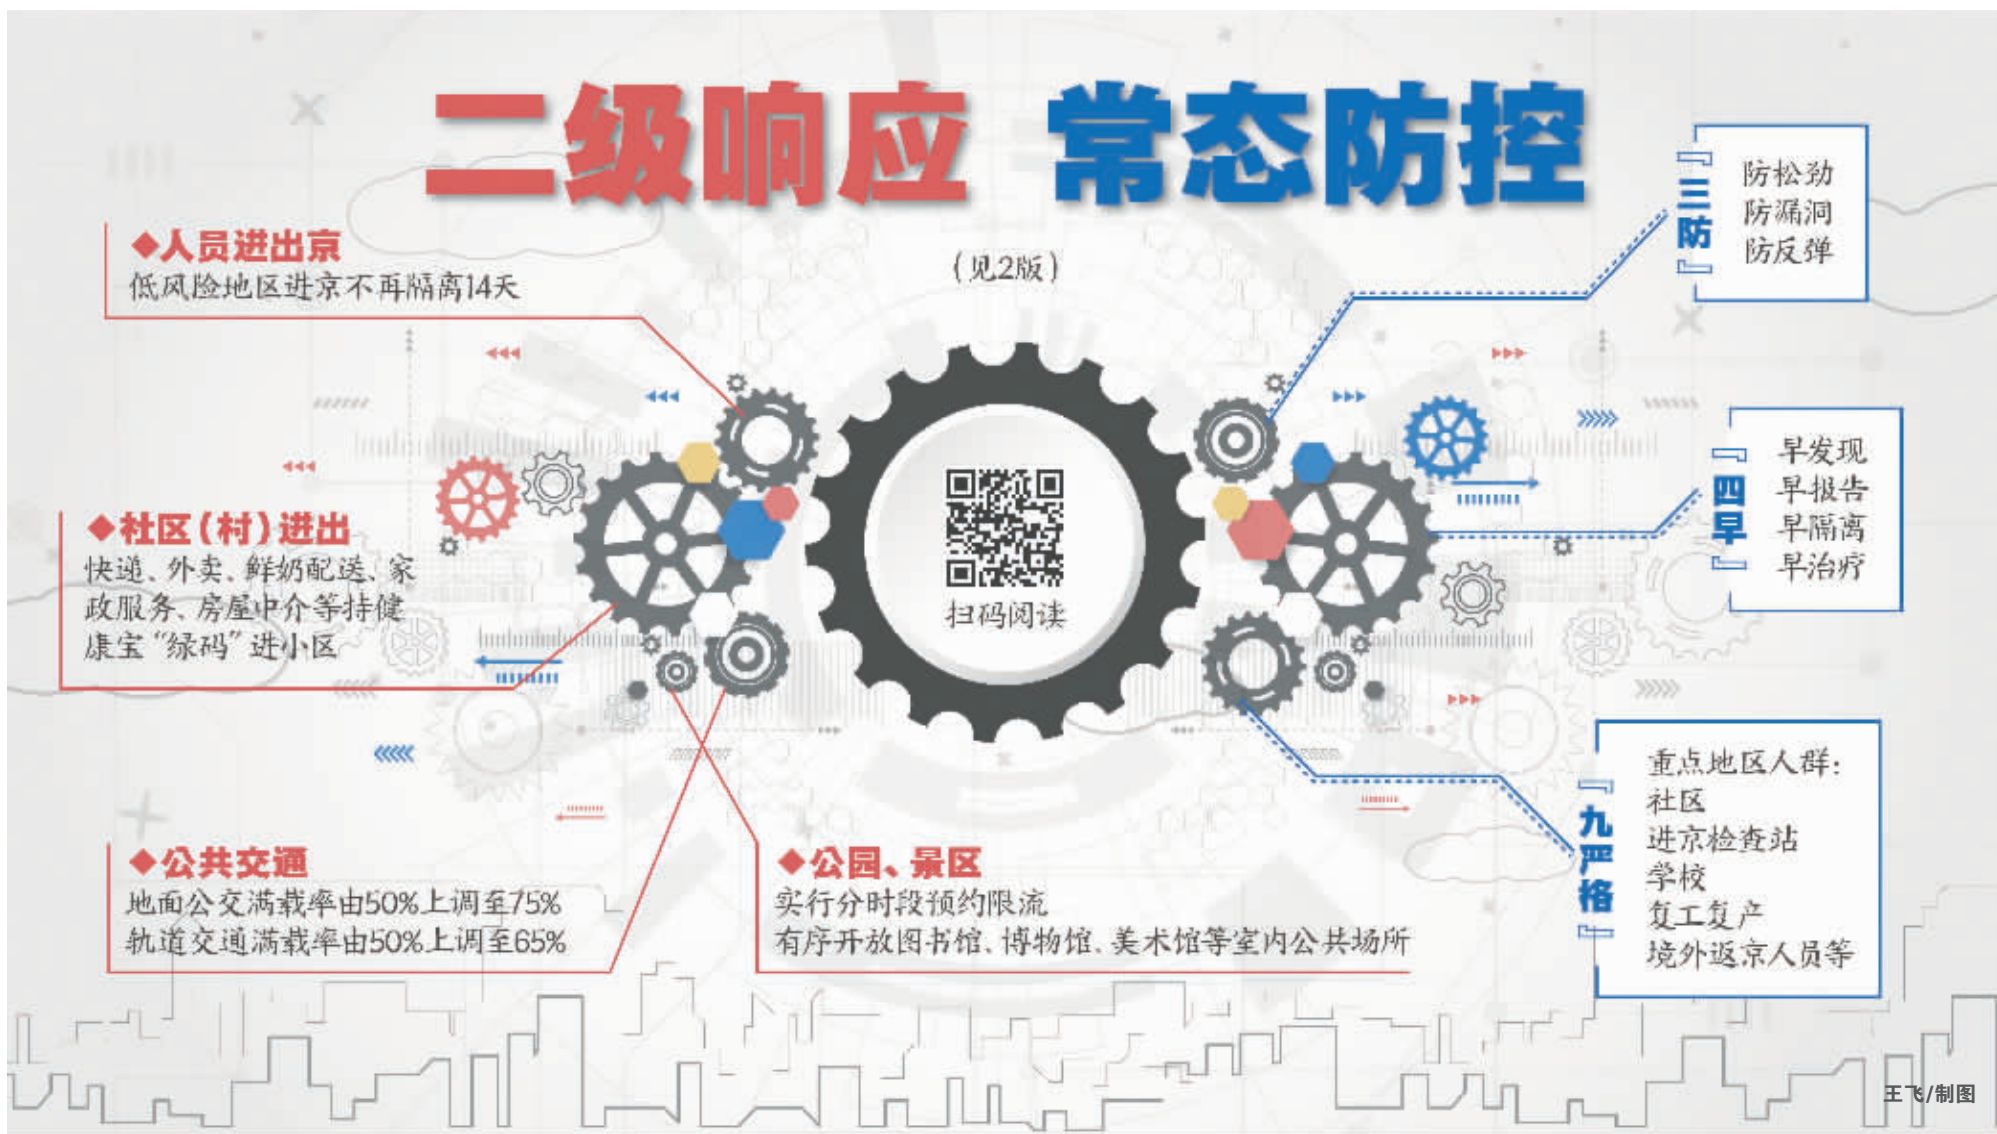 二级响应 常态防控
(见2版)
◆人员进出京
低风险地区进京不再隔离14天
◆社区(村)进出
快递、外卖、鲜奶配送、家
政服务、房屋中介等持健
康宝“绿码”进小区
◆公共交通
地面公交满载率由50%上调至75%
轨道交通满载率由50%上调至65%
◆公园、景区
实行分时段预约限流
有序开放图书馆、博物馆、美术馆等室内公共场所
扫码阅读
『三防』
防松劲
防漏洞
防反弹
『四早』
早发现
早报告
早隔离
早治疗
『九严格』
重点地区人群:
社区
进京检查站
学校
复工复产
境外返京人员等
王飞/制图